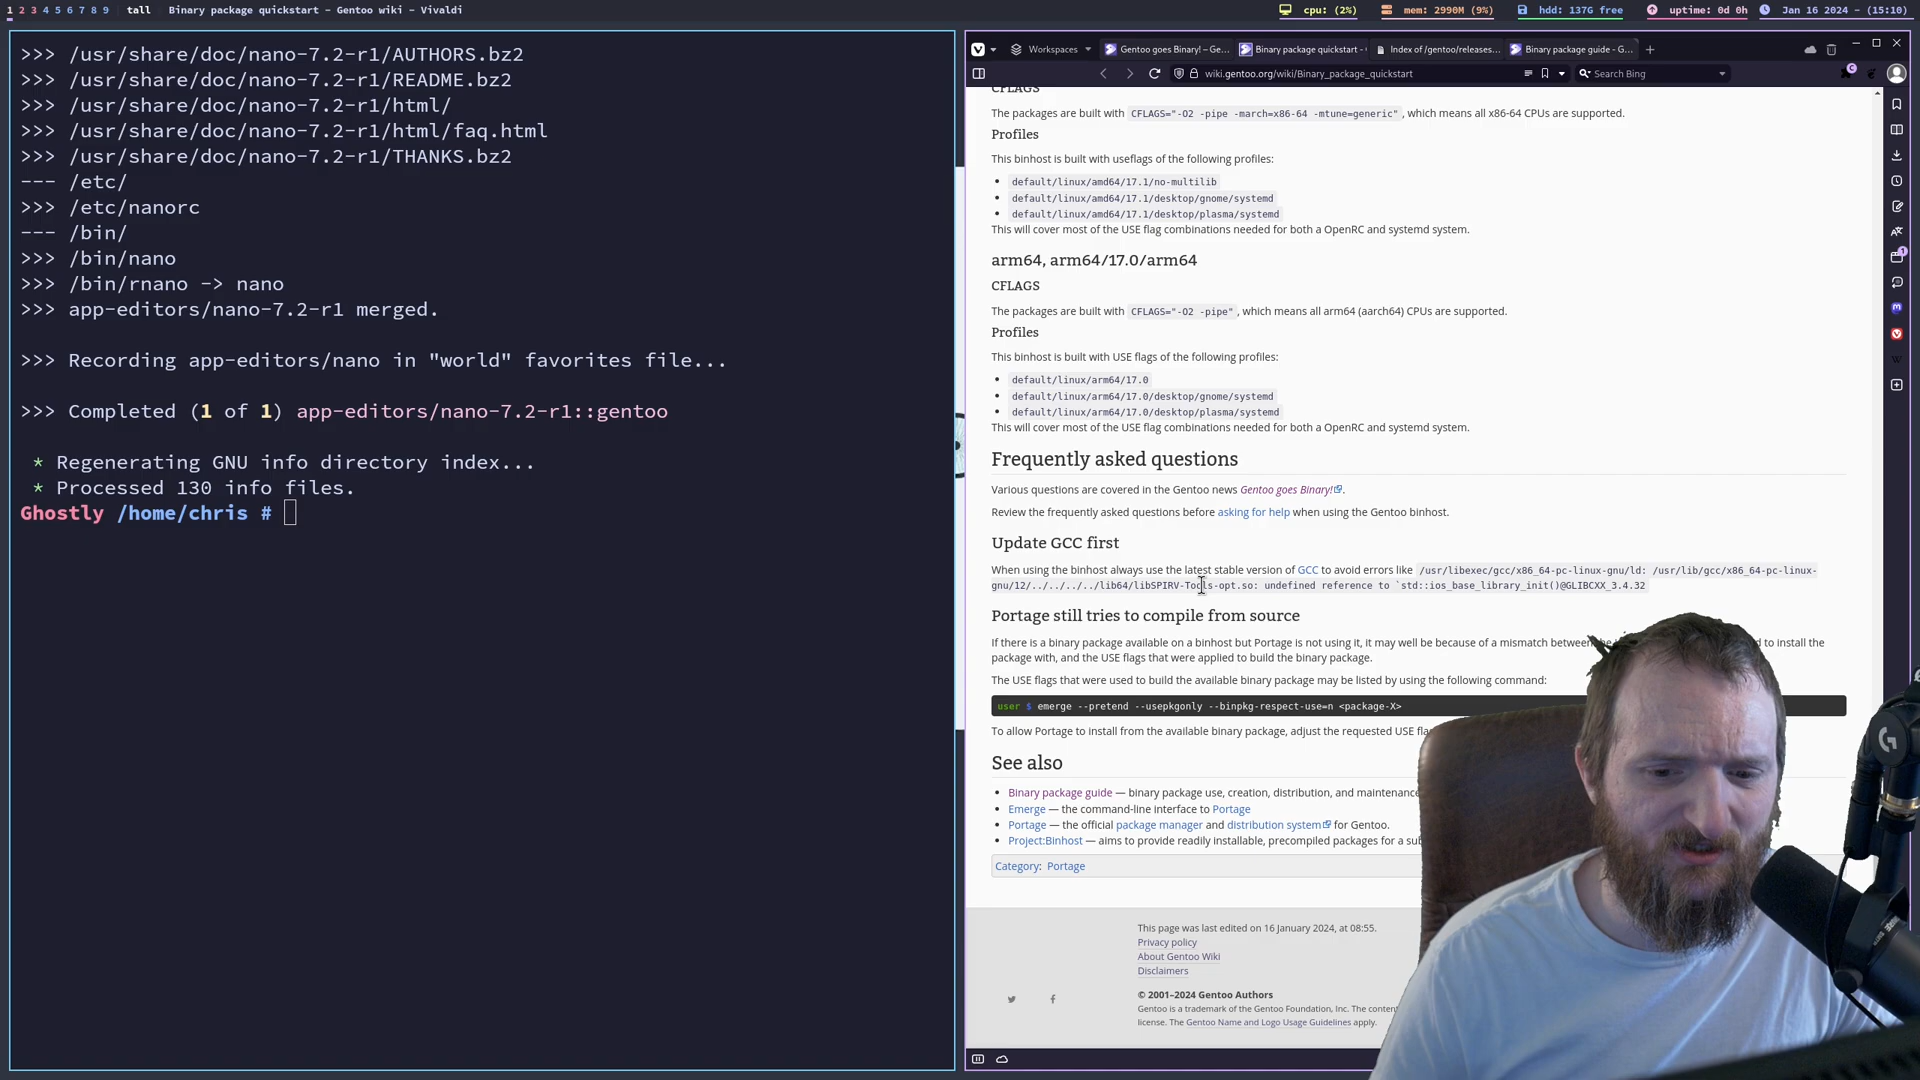 1 2 3 4 5 6 7 8 9 tall Binary package quickstart - Gentoo wiki - Vivaldi
cpu: (2%) mem: 2990M (9%) hdd: 137G free uptime: 0d 0h Jan 16 2024 - (15:10)
>>> /usr/share/doc/nano-7.2-r1/AUTHORS.bz2
>>> /usr/share/doc/nano-7.2-r1/README.bz2
>>> /usr/share/doc/nano-7.2-r1/html/
>>> /usr/share/doc/nano-7.2-r1/html/faq.html
>>> /usr/share/doc/nano-7.2-r1/THANKS.bz2
--- /etc/
>>> /etc/nanorc
--- /bin/
>>> /bin/nano
>>> /bin/rnano -> nano
>>> app-editors/nano-7.2-r1 merged.
>>> Recording app-editors/nano in "world" favorites file...
>>> Completed (1 of 1) app-editors/nano-7.2-r1::gentoo
* Regenerating GNU info directory index...
* Processed 130 info files.
Ghostly /home/chris #
Workspaces Gentoo goes Binary! – Ge... Binary package quickstart - Index of /gentoo/releases... Binary package guide - G...
wiki.gentoo.org/wiki/Binary_package_quickstart Search Bing
CFLAGS
The packages are built with CFLAGS="-O2 -pipe -march=x86-64 -mtune=generic", which means all x86-64 CPUs are supported.
Profiles
This binhost is built with useflags of the following profiles:
default/linux/amd64/17.1/no-multilib
default/linux/amd64/17.1/desktop/gnome/systemd
default/linux/amd64/17.1/desktop/plasma/systemd
This will cover most of the USE flag combinations needed for both a OpenRC and systemd system.
arm64, arm64/17.0/arm64
CFLAGS
The packages are built with CFLAGS="-O2 -pipe", which means all arm64 (aarch64) CPUs are supported.
Profiles
This binhost is built with USE flags of the following profiles:
default/linux/arm64/17.0
default/linux/arm64/17.0/desktop/gnome/systemd
default/linux/arm64/17.0/desktop/plasma/systemd
This will cover most of the USE flag combinations needed for both a OpenRC and systemd system.
Frequently asked questions
Various questions are covered in the Gentoo news Gentoo goes Binary!.
Review the frequently asked questions before asking for help when using the Gentoo binhost.
Update GCC first
When using the binhost always use the latest stable version of GCC to avoid errors like /usr/libexec/gcc/x86_64-pc-linux-gnu/ld: /usr/lib/gcc/x86_64-pc-linux-
gnu/12/../../../../lib64/libSPIRV-Tools-opt.so: undefined reference to `std::ios_base_library_init()@GLIBCXX_3.4.32
Portage still tries to compile from source
If there is a binary package available on a binhost but Portage is not using it, it may well be because of a mismatch between to install the
package with, and the USE flags that were applied to build the binary package.
The USE flags that were used to build the available binary package may be listed by using the following command:
user $ emerge --pretend --usepkgonly --binpkg-respect-use=n <package-X>
To allow Portage to install from the available binary package, adjust the requested USE
See also
Binary package guide — binary package use, creation, distribution, and maintenance
Emerge — the command-line interface to Portage
Portage — the official package manager and distribution system for Gentoo.
Project:Binhost — aims to provide readily installable, precompiled packages for a
Category: Portage
This page was last edited on 16 January 2024, at 08:55.
Privacy policy
About Gentoo Wiki
Disclaimers
© 2001–2024 Gentoo Authors
Gentoo is a trademark of the Gentoo Foundation, Inc. The
license. The Gentoo Name and Logo Usage Guidelines apply.